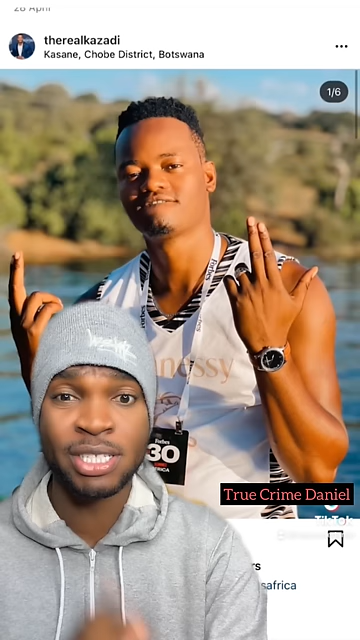 28 April
therealkazadi
Kasane, Chobe District, Botswana
1/6
Forbes
30
AFRICA
True Crime Daniel
TikTok
rs
safrica